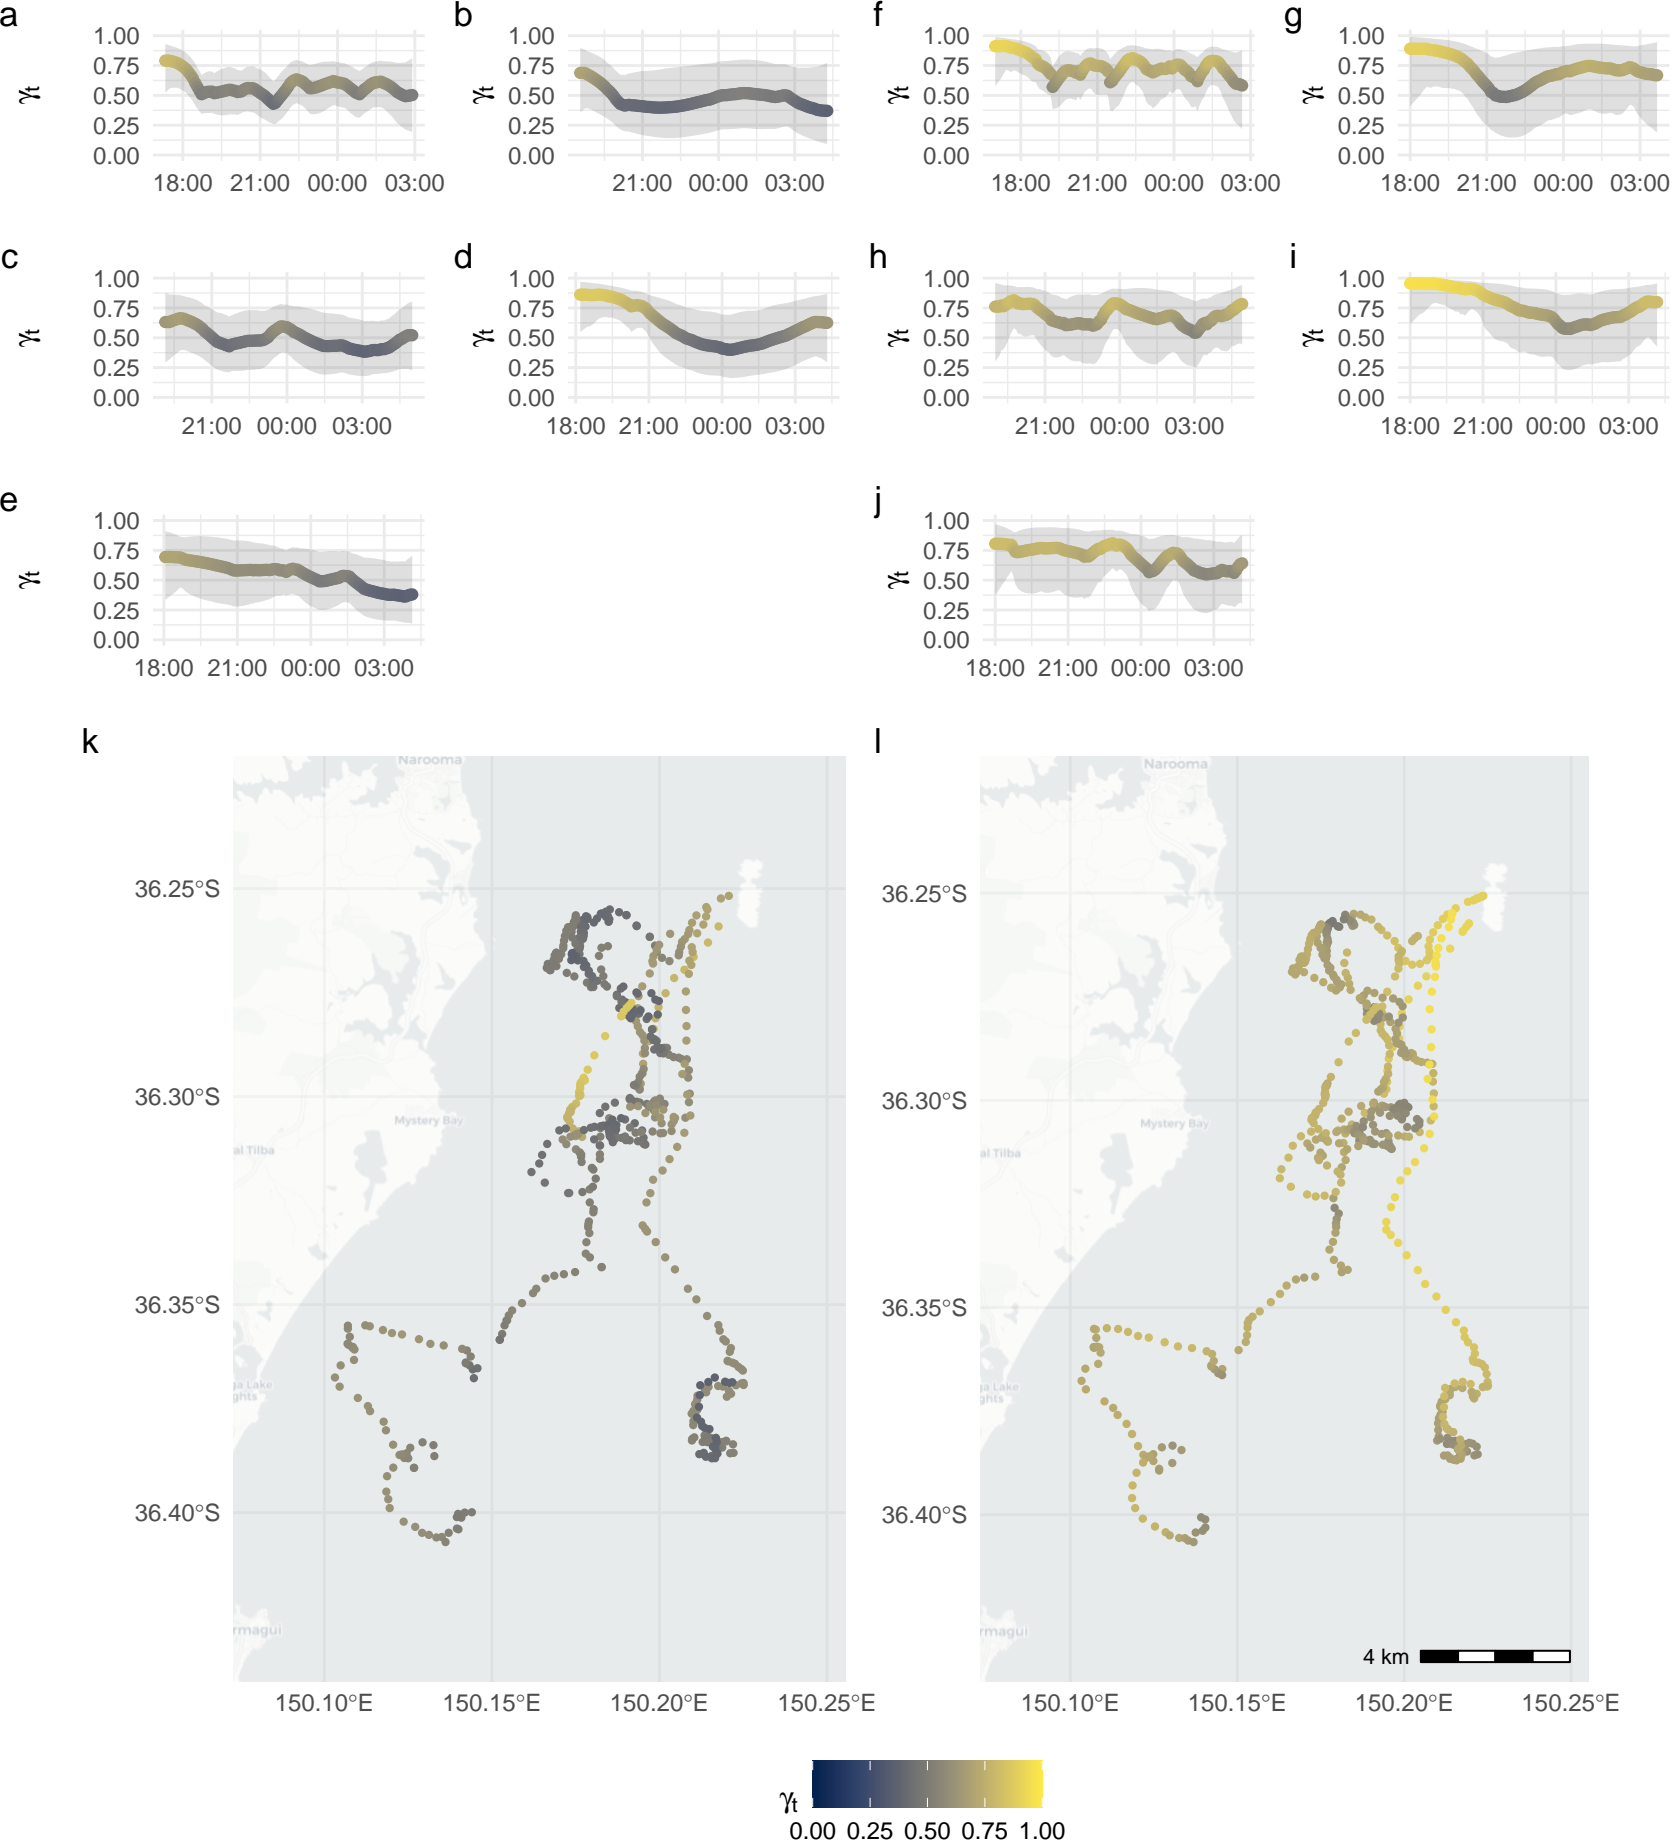 a b f g
1.00 1.00 1.00 1.00
0.75 0.75 0.75 0.75
γt 0.50 γt 0.50 γt 0.50 γt 0.50
0.25 0.25 0.25 0.25
0.00 0.00 0.00 0.00
18:00 21:00 00:00 03:00 21:00 00:00 03:00 18:00 21:00 00:00 03:00 18:00 21:00 00:00 03:00
c d h i
1.00 1.00 1.00 1.00
0.75 0.75 0.75 0.75
γt 0.50 γt 0.50 γt 0.50 γt 0.50
0.25 0.25 0.25 0.25
0.00 0.00 0.00 0.00
21:00 00:00 03:00 18:00 21:00 00:00 03:00 21:00 00:00 03:00 18:00 21:00 00:00 03:00
e j
1.00 1.00
0.75 0.75
γt 0.50 γt 0.50
0.25 0.25
0.00 0.00
18:00 21:00 00:00 03:00 18:00 21:00 00:00 03:00
k l
Narooma Narooma
36.25°S 36.25°S
36.30°S 36.30°S
Mystery Bay Mystery Bay
al Tilba al Tilba
36.35°S 36.35°S
ga Lake ga Lake
ghts ghts
36.40°S 36.40°S
rmagui rmagui
4 km
150.10°E 150.15°E 150.20°E 150.25°E 150.10°E 150.15°E 150.20°E 150.25°E
γt
0.00 0.25 0.50 0.75 1.00